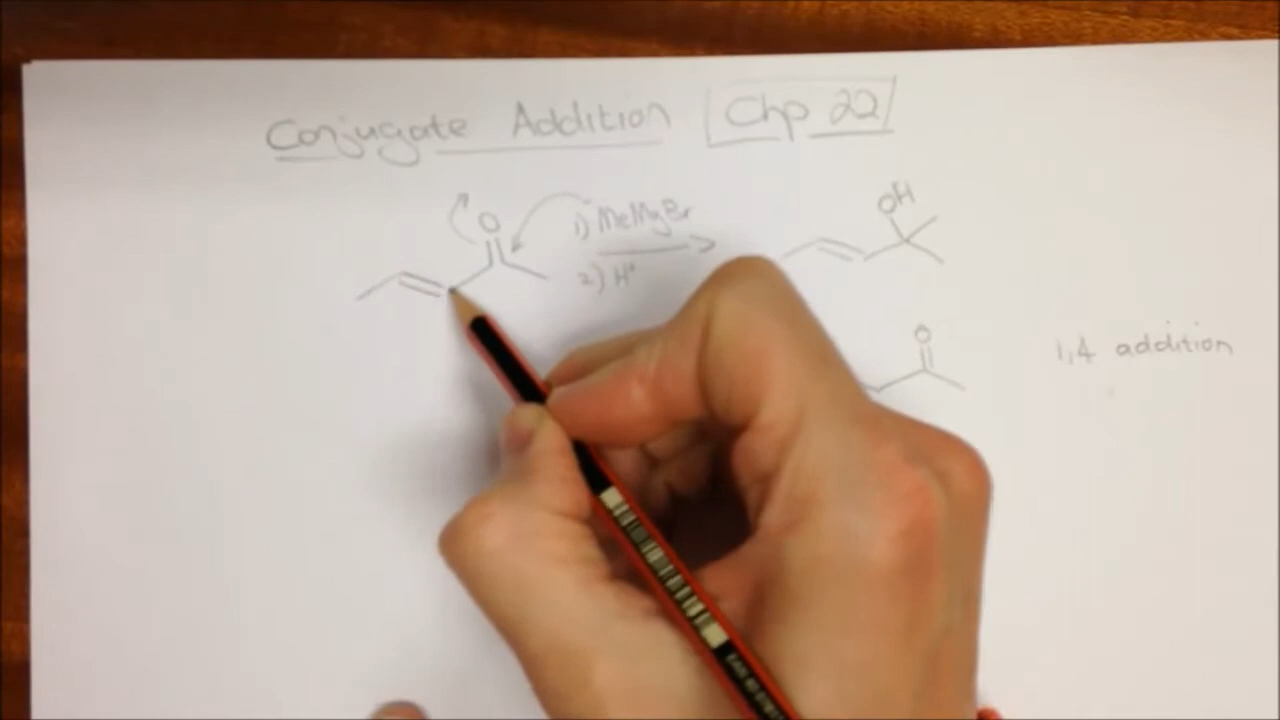 Conjugate Addition Chp 22
O
1) MeMgBr
2) H⁺
OH
O
1,4 addition